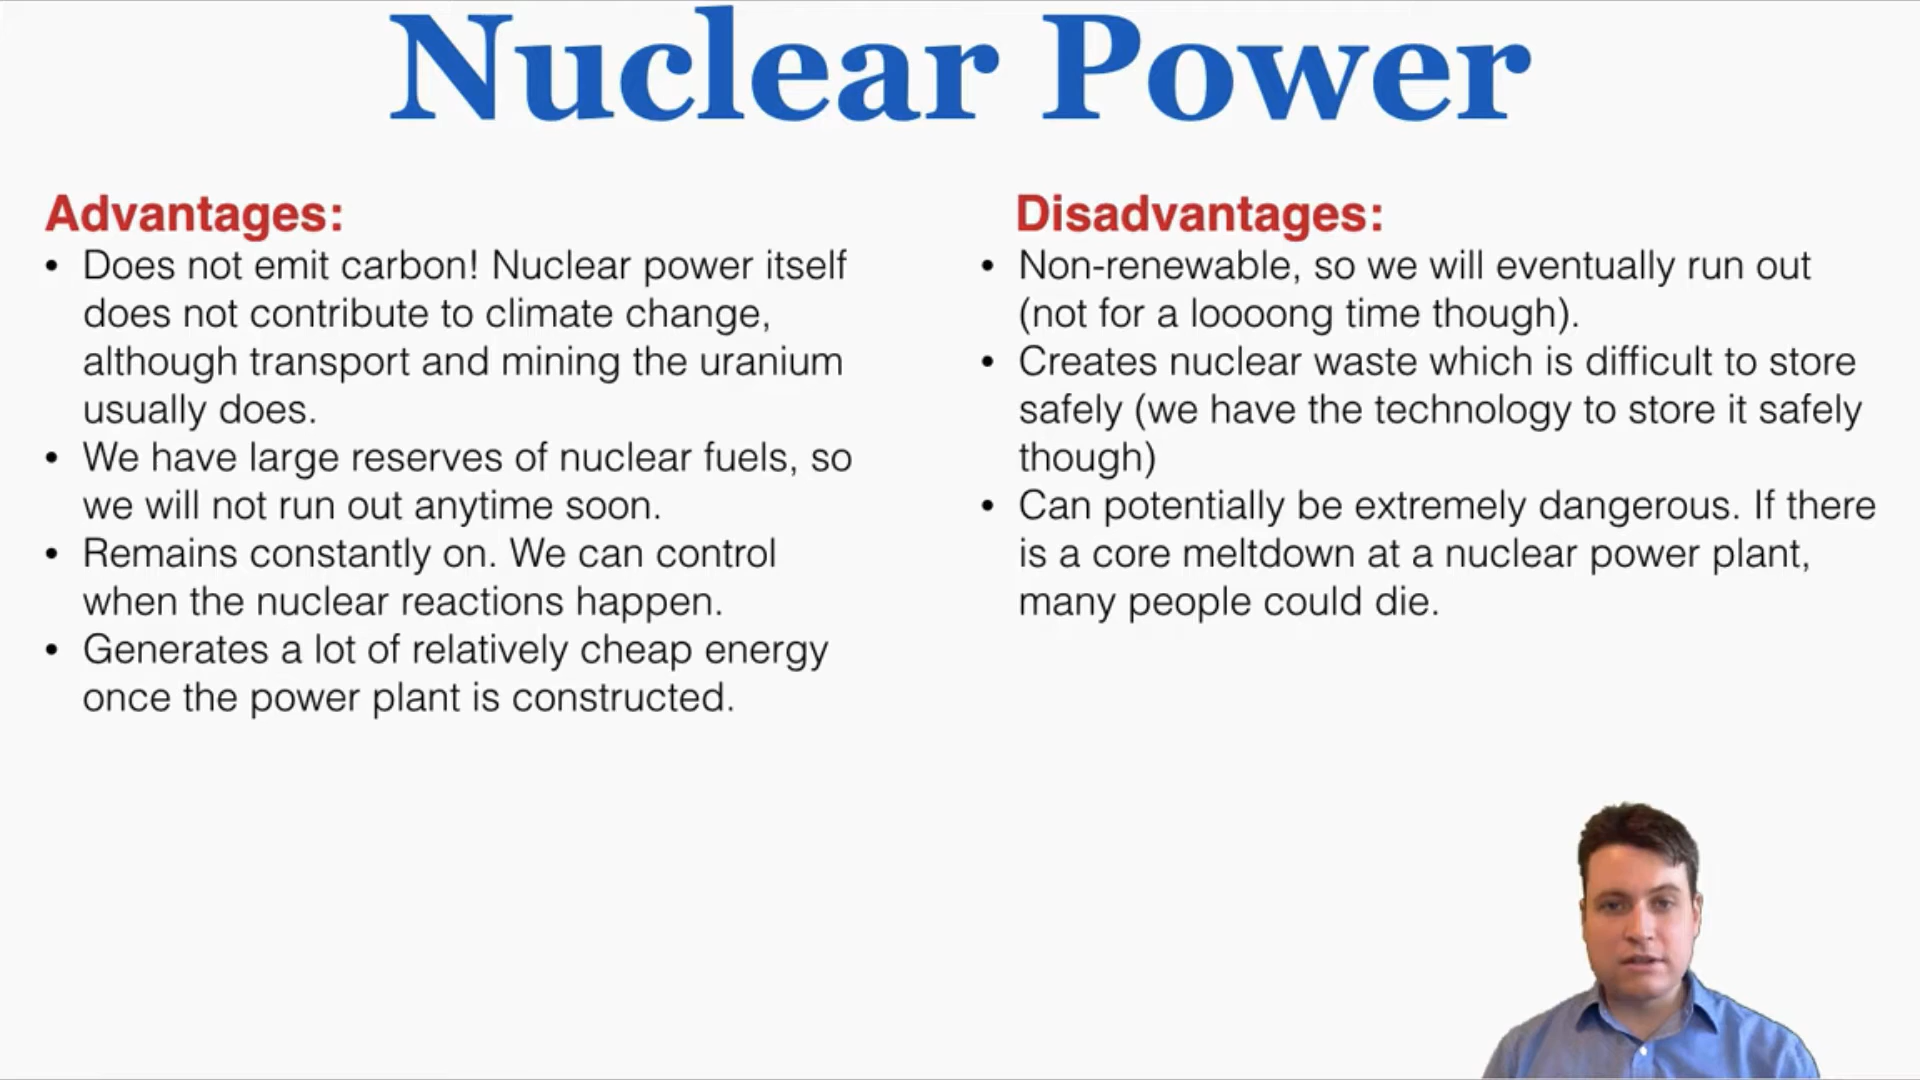 Nuclear Power
Advantages:
• Does not emit carbon! Nuclear power itself
does not contribute to climate change,
although transport and mining the uranium
usually does.
• We have large reserves of nuclear fuels, so
we will not run out anytime soon.
• Remains constantly on. We can control
when the nuclear reactions happen.
• Generates a lot of relatively cheap energy
once the power plant is constructed.
Disadvantages:
• Non-renewable, so we will eventually run out
(not for a loooong time though).
• Creates nuclear waste which is difficult to store
safely (we have the technology to store it safely
though)
• Can potentially be extremely dangerous. If there
is a core meltdown at a nuclear power plant,
many people could die.